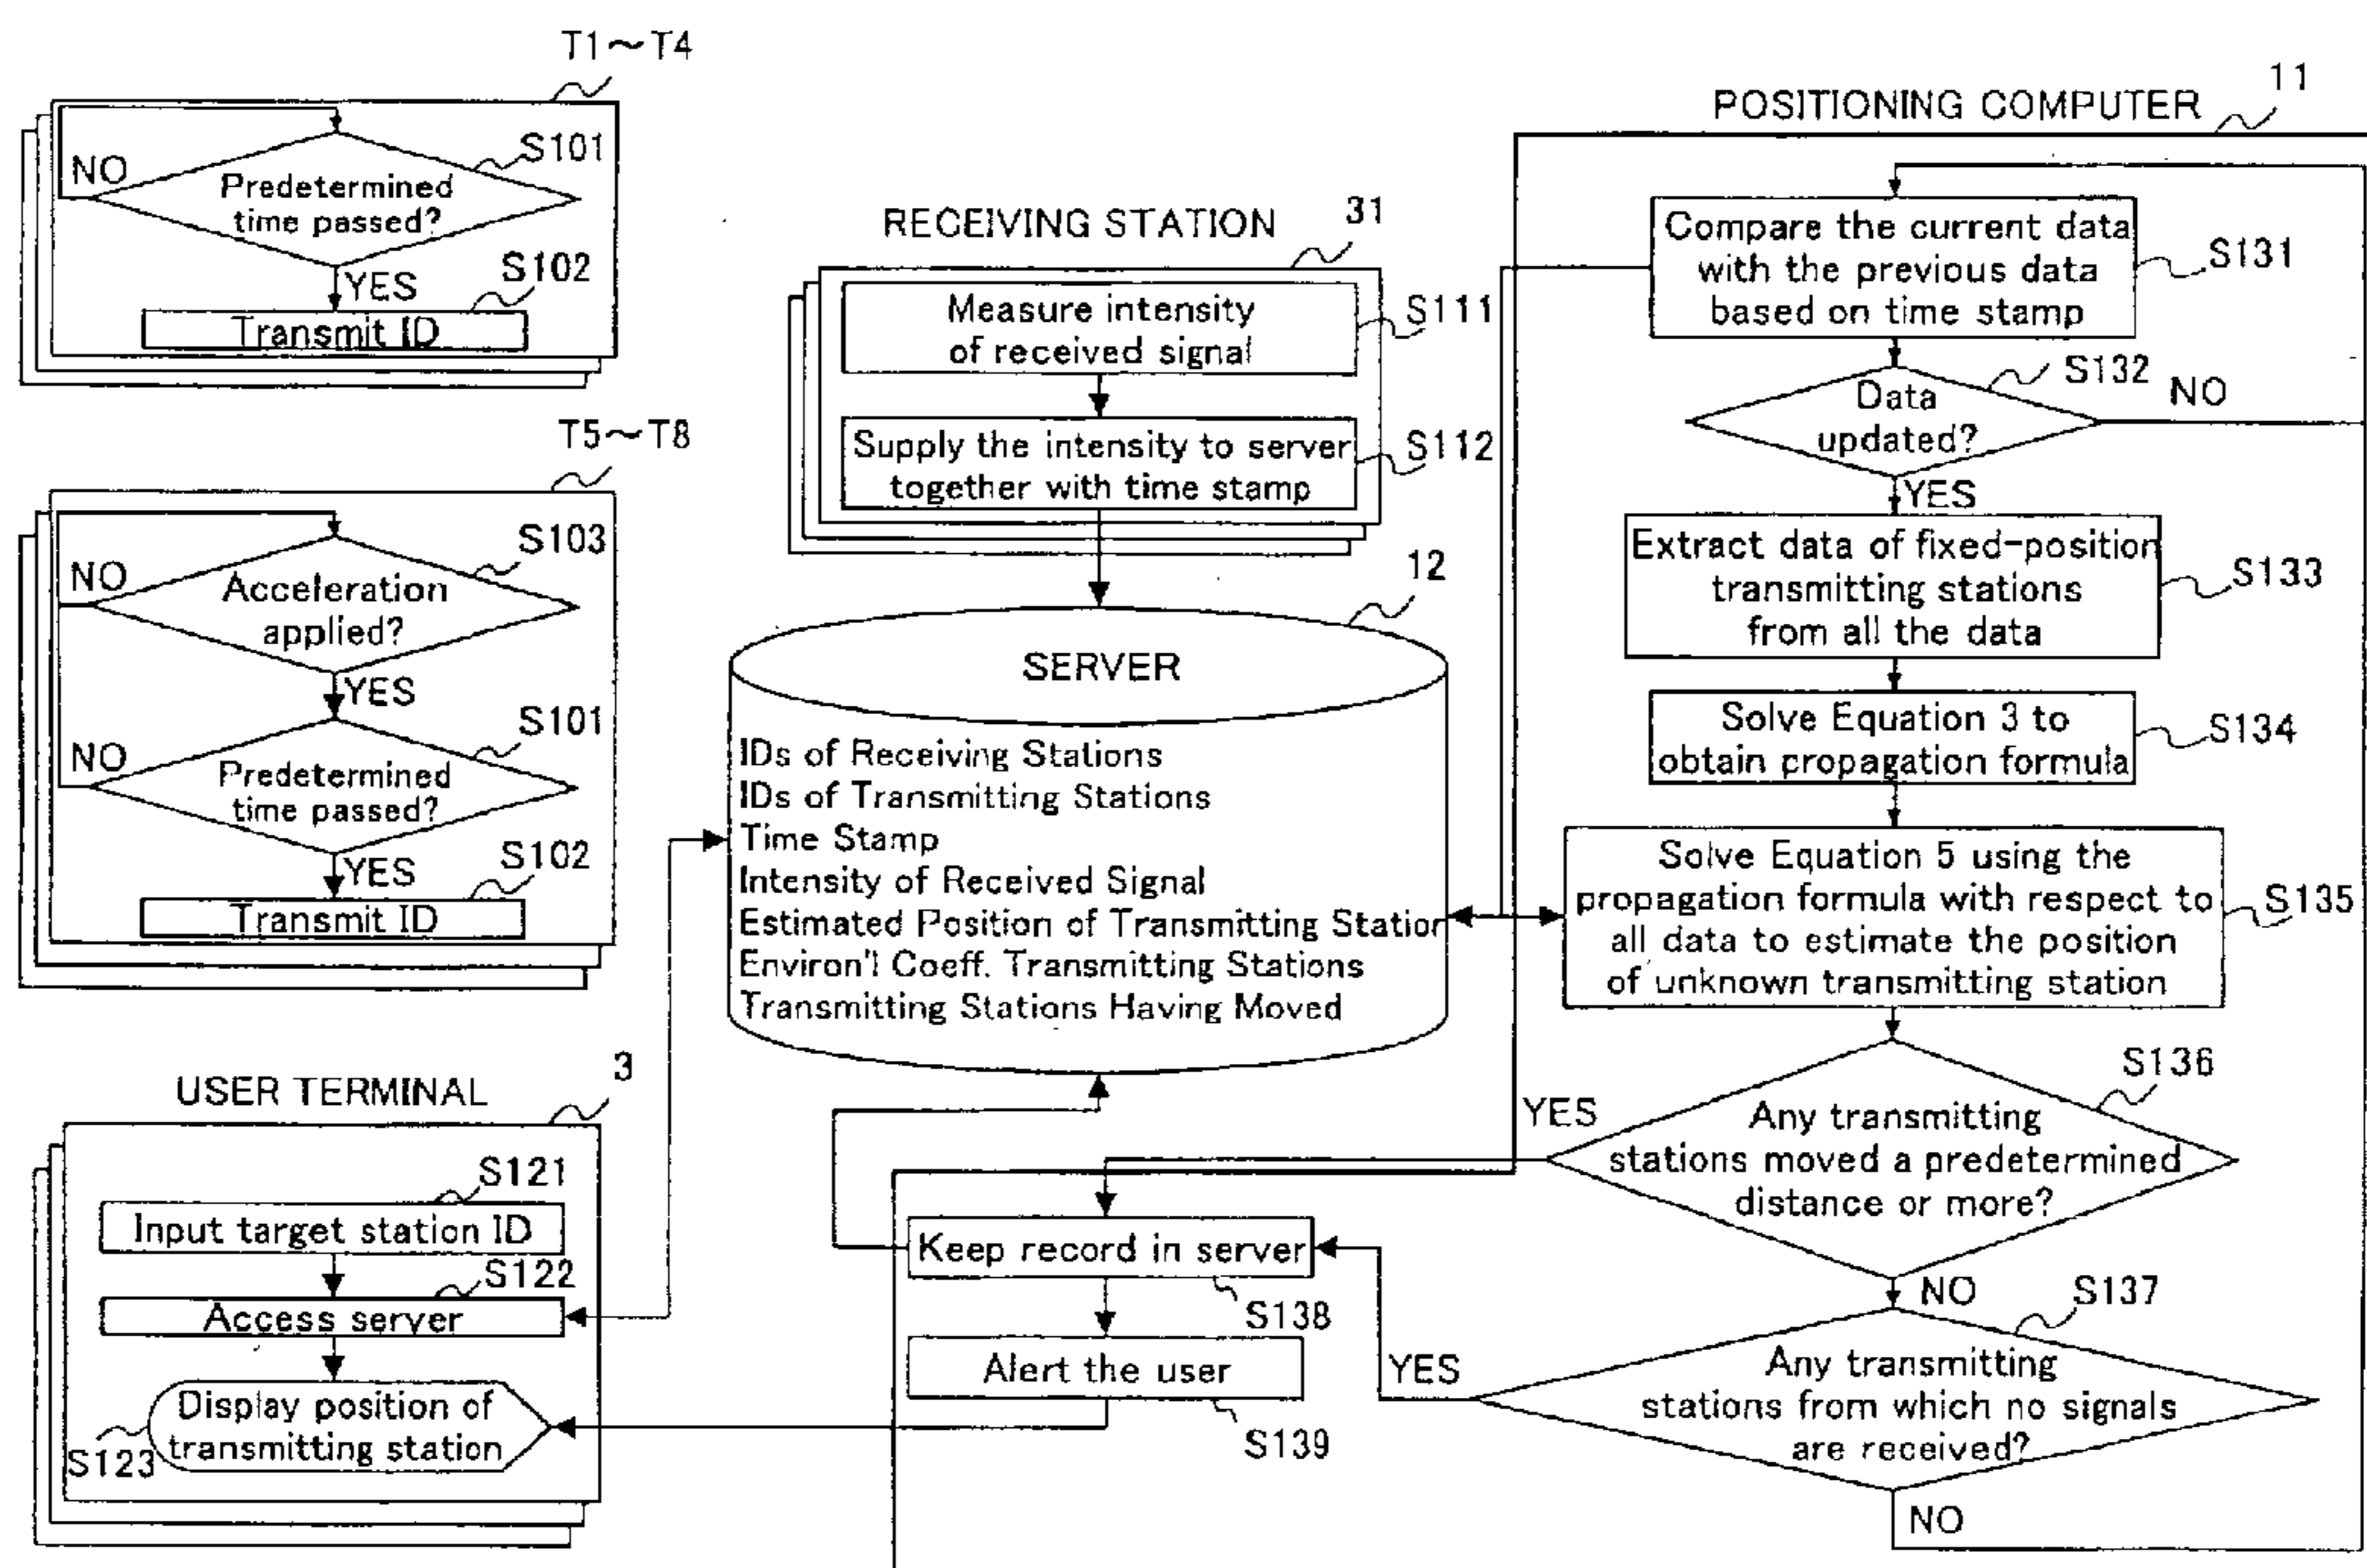 T1～T4
S101
NO
Predetermined
time passed?
S102
YES
Transmit ID
T5～T8
S103
NO
Acceleration
applied?
YES
S101
NO
Predetermined
time passed?
S102
YES
Transmit ID
USER TERMINAL
3
S121
Input target station ID
S122
Access server
Display position of
transmitting station
S123
RECEIVING STATION
31
Measure intensity
of received signal
S111
Supply the intensity to server
together with time stamp
S112
12
SERVER
IDs of Receiving Stations
IDs of Transmitting Stations
Time Stamp
Intensity of Received Signal
Estimated Position of Transmitting Station
Environ'l Coeff. Transmitting Stations
Transmitting Stations Having Moved
Keep record in server
S138
Alert the user
S139
POSITIONING COMPUTER
11
Compare the current data
with the previous data
based on time stamp
S131
S132
Data
updated?
NO
YES
Extract data of fixed-position
transmitting stations
from all the data
S133
Solve Equation 3 to
obtain propagation formula
S134
Solve Equation 5 using the
propagation formula with respect to
all data to estimate the position
of unknown transmitting station
S135
S136
YES
Any transmitting
stations moved a predetermined
distance or more?
NO
S137
YES
Any transmitting
stations from which no signals
are received?
NO